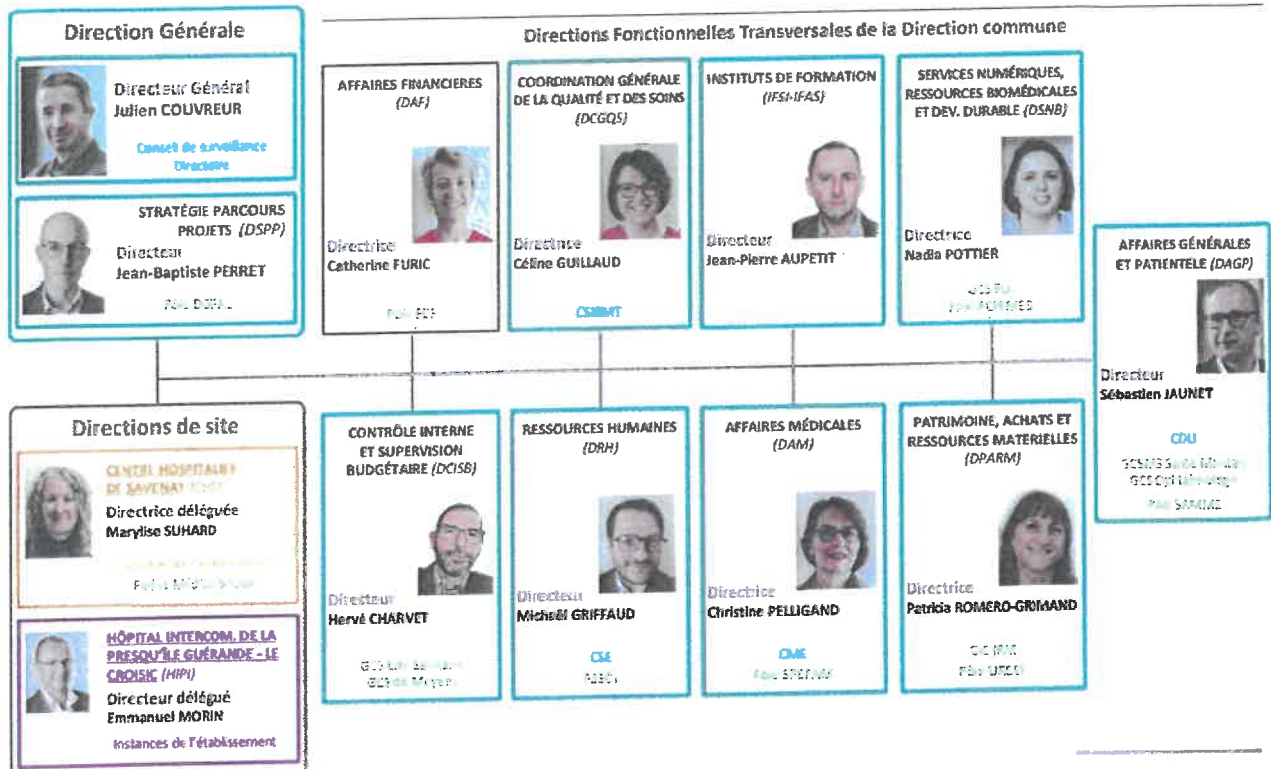 Direction Générale
Directeur Général
Julien COUVREUR
Conseil de surveillance
Directoire
STRATÉGIE PARCOURS
PROJETS (DSPP)
Directeur
Jean-Baptiste PERRET
Directions de site
CENTRE HOSPITALIER
DE SAVENAY
Directrice déléguée
Marylise SUHARD
HÔPITAL INTERCOM. DE LA
PRESQU'ÎLE GUÉRANDE - LE
CROISIC (HIPI)
Directeur délégué
Emmanuel MORIN
Instances de l'établissement
Directions Fonctionnelles Transversales de la Direction commune
AFFAIRES FINANCIERES
(DAF)
Directrice
Catherine FURIC
COORDINATION GÉNÉRALE
DE LA QUALITÉ ET DES SOINS
(DCGQS)
Directrice
Céline GUILLAUD
CSIRMT
INSTITUTS DE FORMATION
(IFSI-IFAS)
Directeur
Jean-Pierre AUPETIT
SERVICES NUMÉRIQUES,
RESSOURCES BIOMÉDICALES
ET DEV. DURABLE (DSNB)
Directrice
Nadia POTTIER
AFFAIRES GÉNÉRALES
ET PATIENTELE (DAGP)
Directeur
Sébastien JAUNET
CDU
CONTRÔLE INTERNE
ET SUPERVISION
BUDGÉTAIRE (DCISB)
Directeur
Hervé CHARVET
RESSOURCES HUMAINES
(DRH)
Directeur
Michaël GRIFFAUD
CSE
AFFAIRES MÉDICALES
(DAM)
Directrice
Christine PELLIGAND
CME
PATRIMOINE, ACHATS ET
RESSOURCES MATERIELLES
(DPARM)
Directrice
Patricia ROMERO-GRIMAND